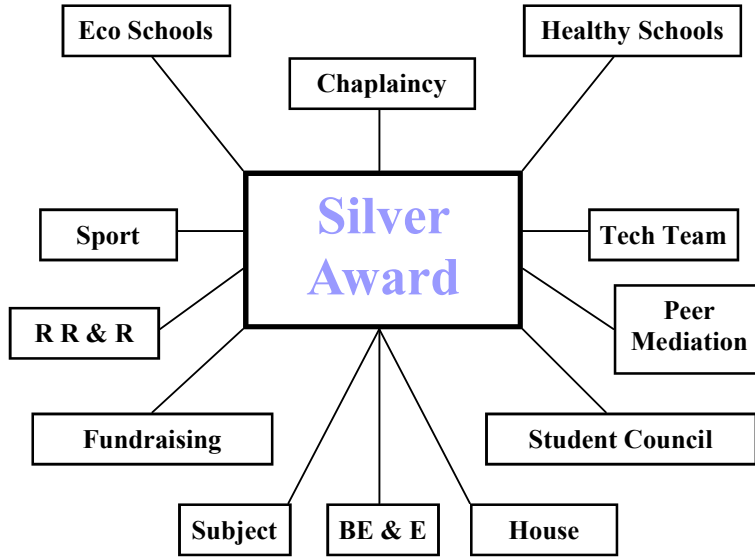 Eco Schools
Healthy Schools
Chaplaincy
Silver
Award
Sport
Tech Team
R R & R
Peer
Mediation
Fundraising
Student Council
Subject
BE & E
House